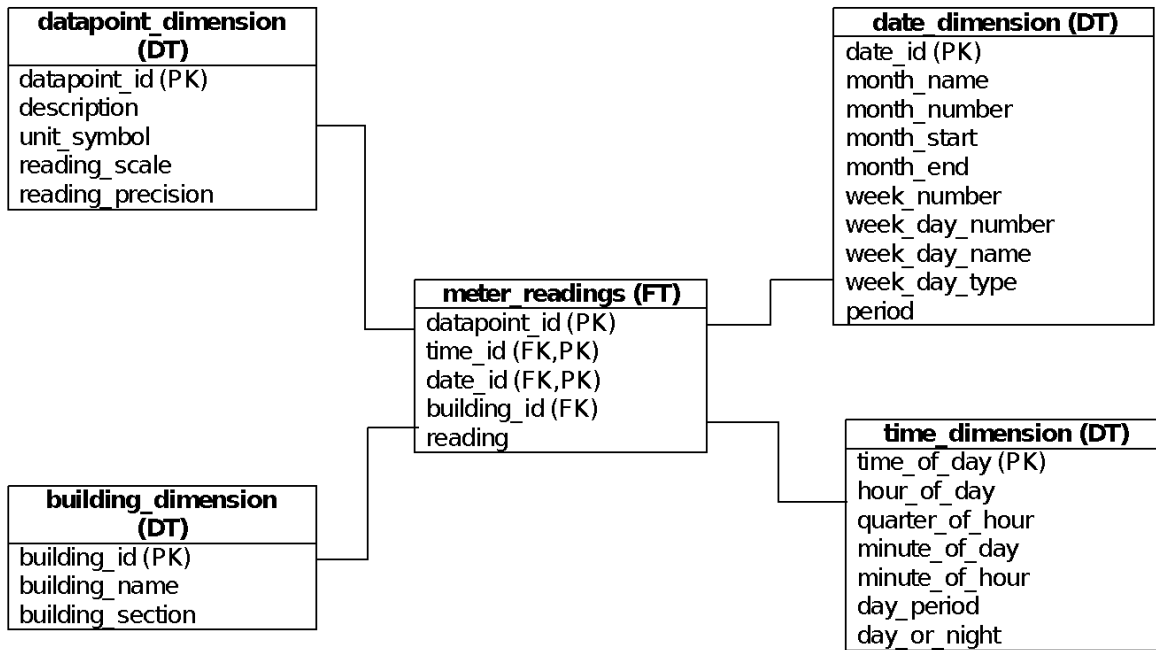 datapoint_dimension
(DT)
datapoint_id (PK)
description
unit_symbol
reading_scale
reading_precision
date_dimension (DT)
date_id (PK)
month_name
month_number
month_start
month_end
week_number
week_day_number
week_day_name
week_day_type
period
meter_readings (FT)
datapoint_id (PK)
time_id (FK,PK)
date_id (FK,PK)
building_id (FK)
reading
building_dimension
(DT)
building_id (PK)
building_name
building_section
time_dimension (DT)
time_of_day (PK)
hour_of_day
quarter_of_hour
minute_of_day
minute_of_hour
day_period
day_or_night